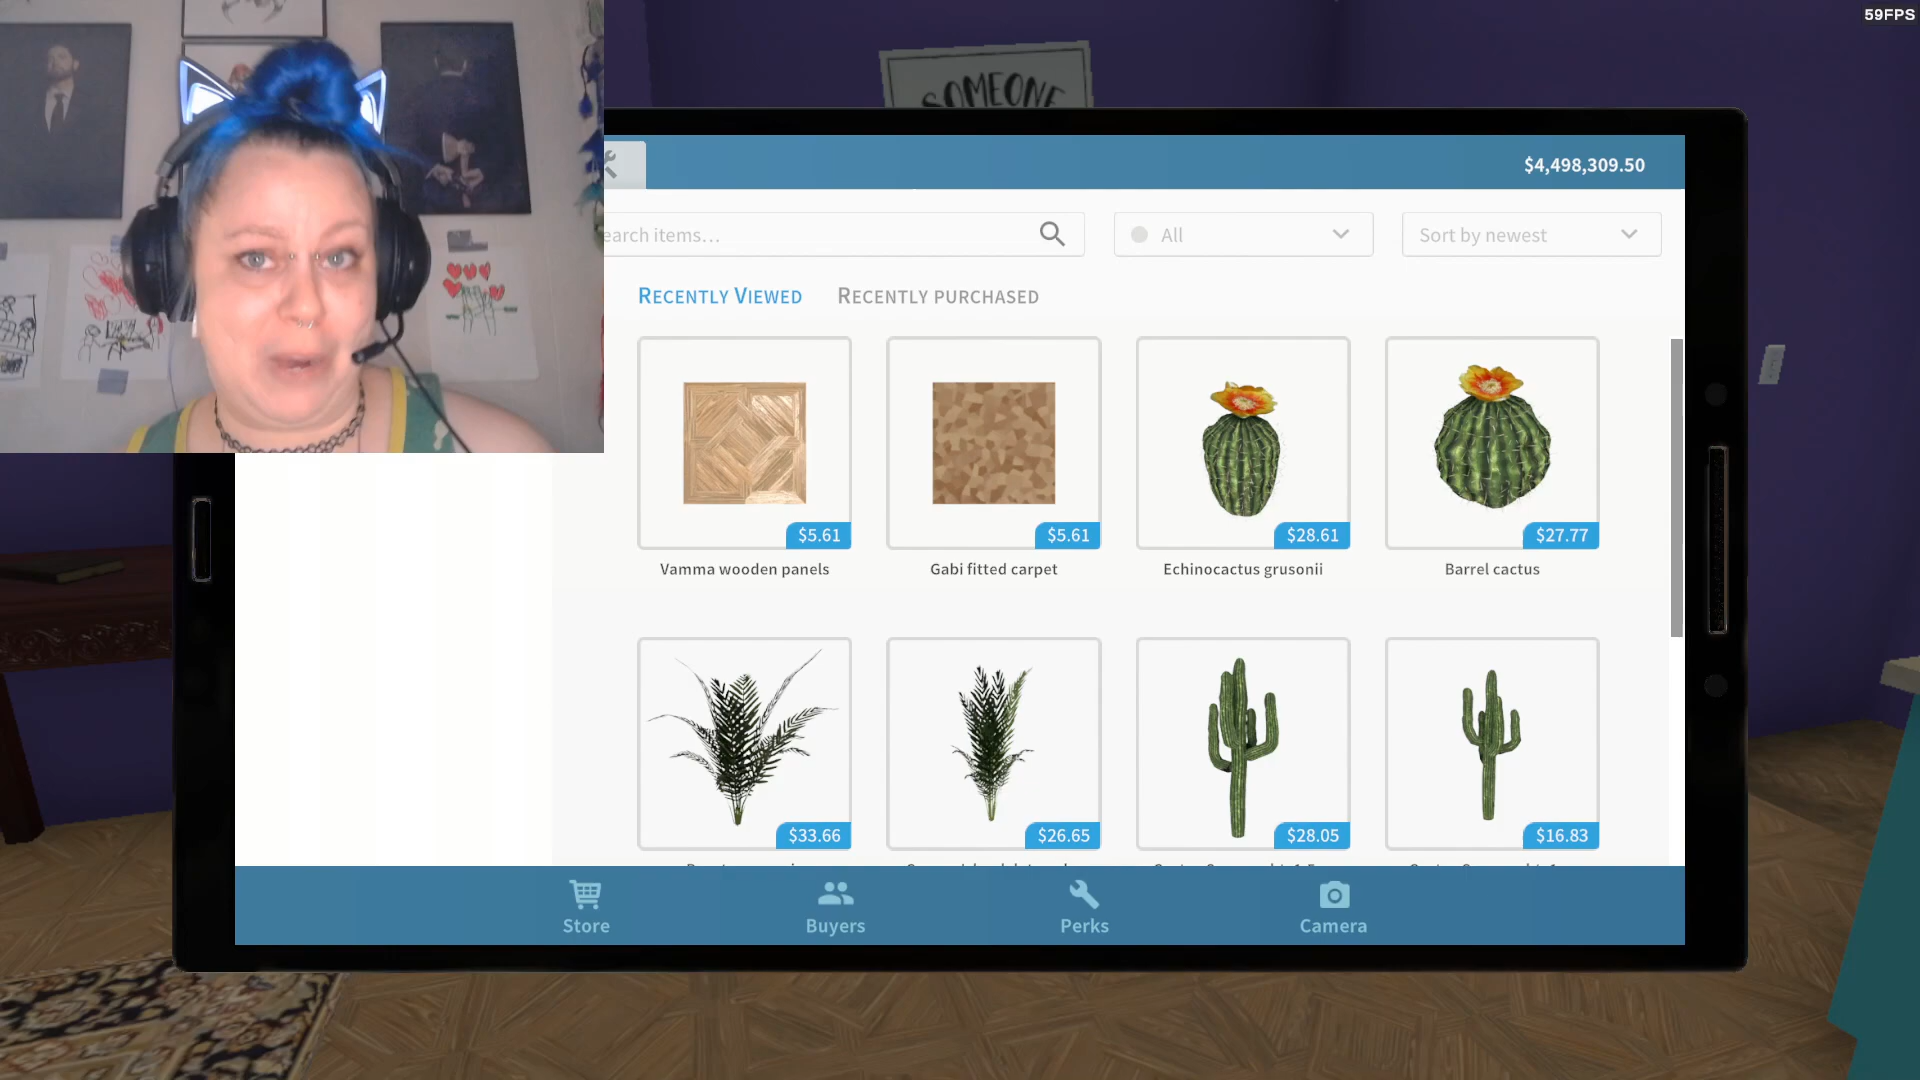 59FPS
SOMEONE
$4,498,309.50
earch items...
All
Sort by newest
RECENTLY VIEWED
RECENTLY PURCHASED
$5.61
$5.61
$28.61
$27.77
Vamma wooden panels
Gabi fitted carpet
Echinocactus grusonii
Barrel cactus
$33.66
$26.65
$28.05
$16.83
Store
Buyers
Perks
Camera